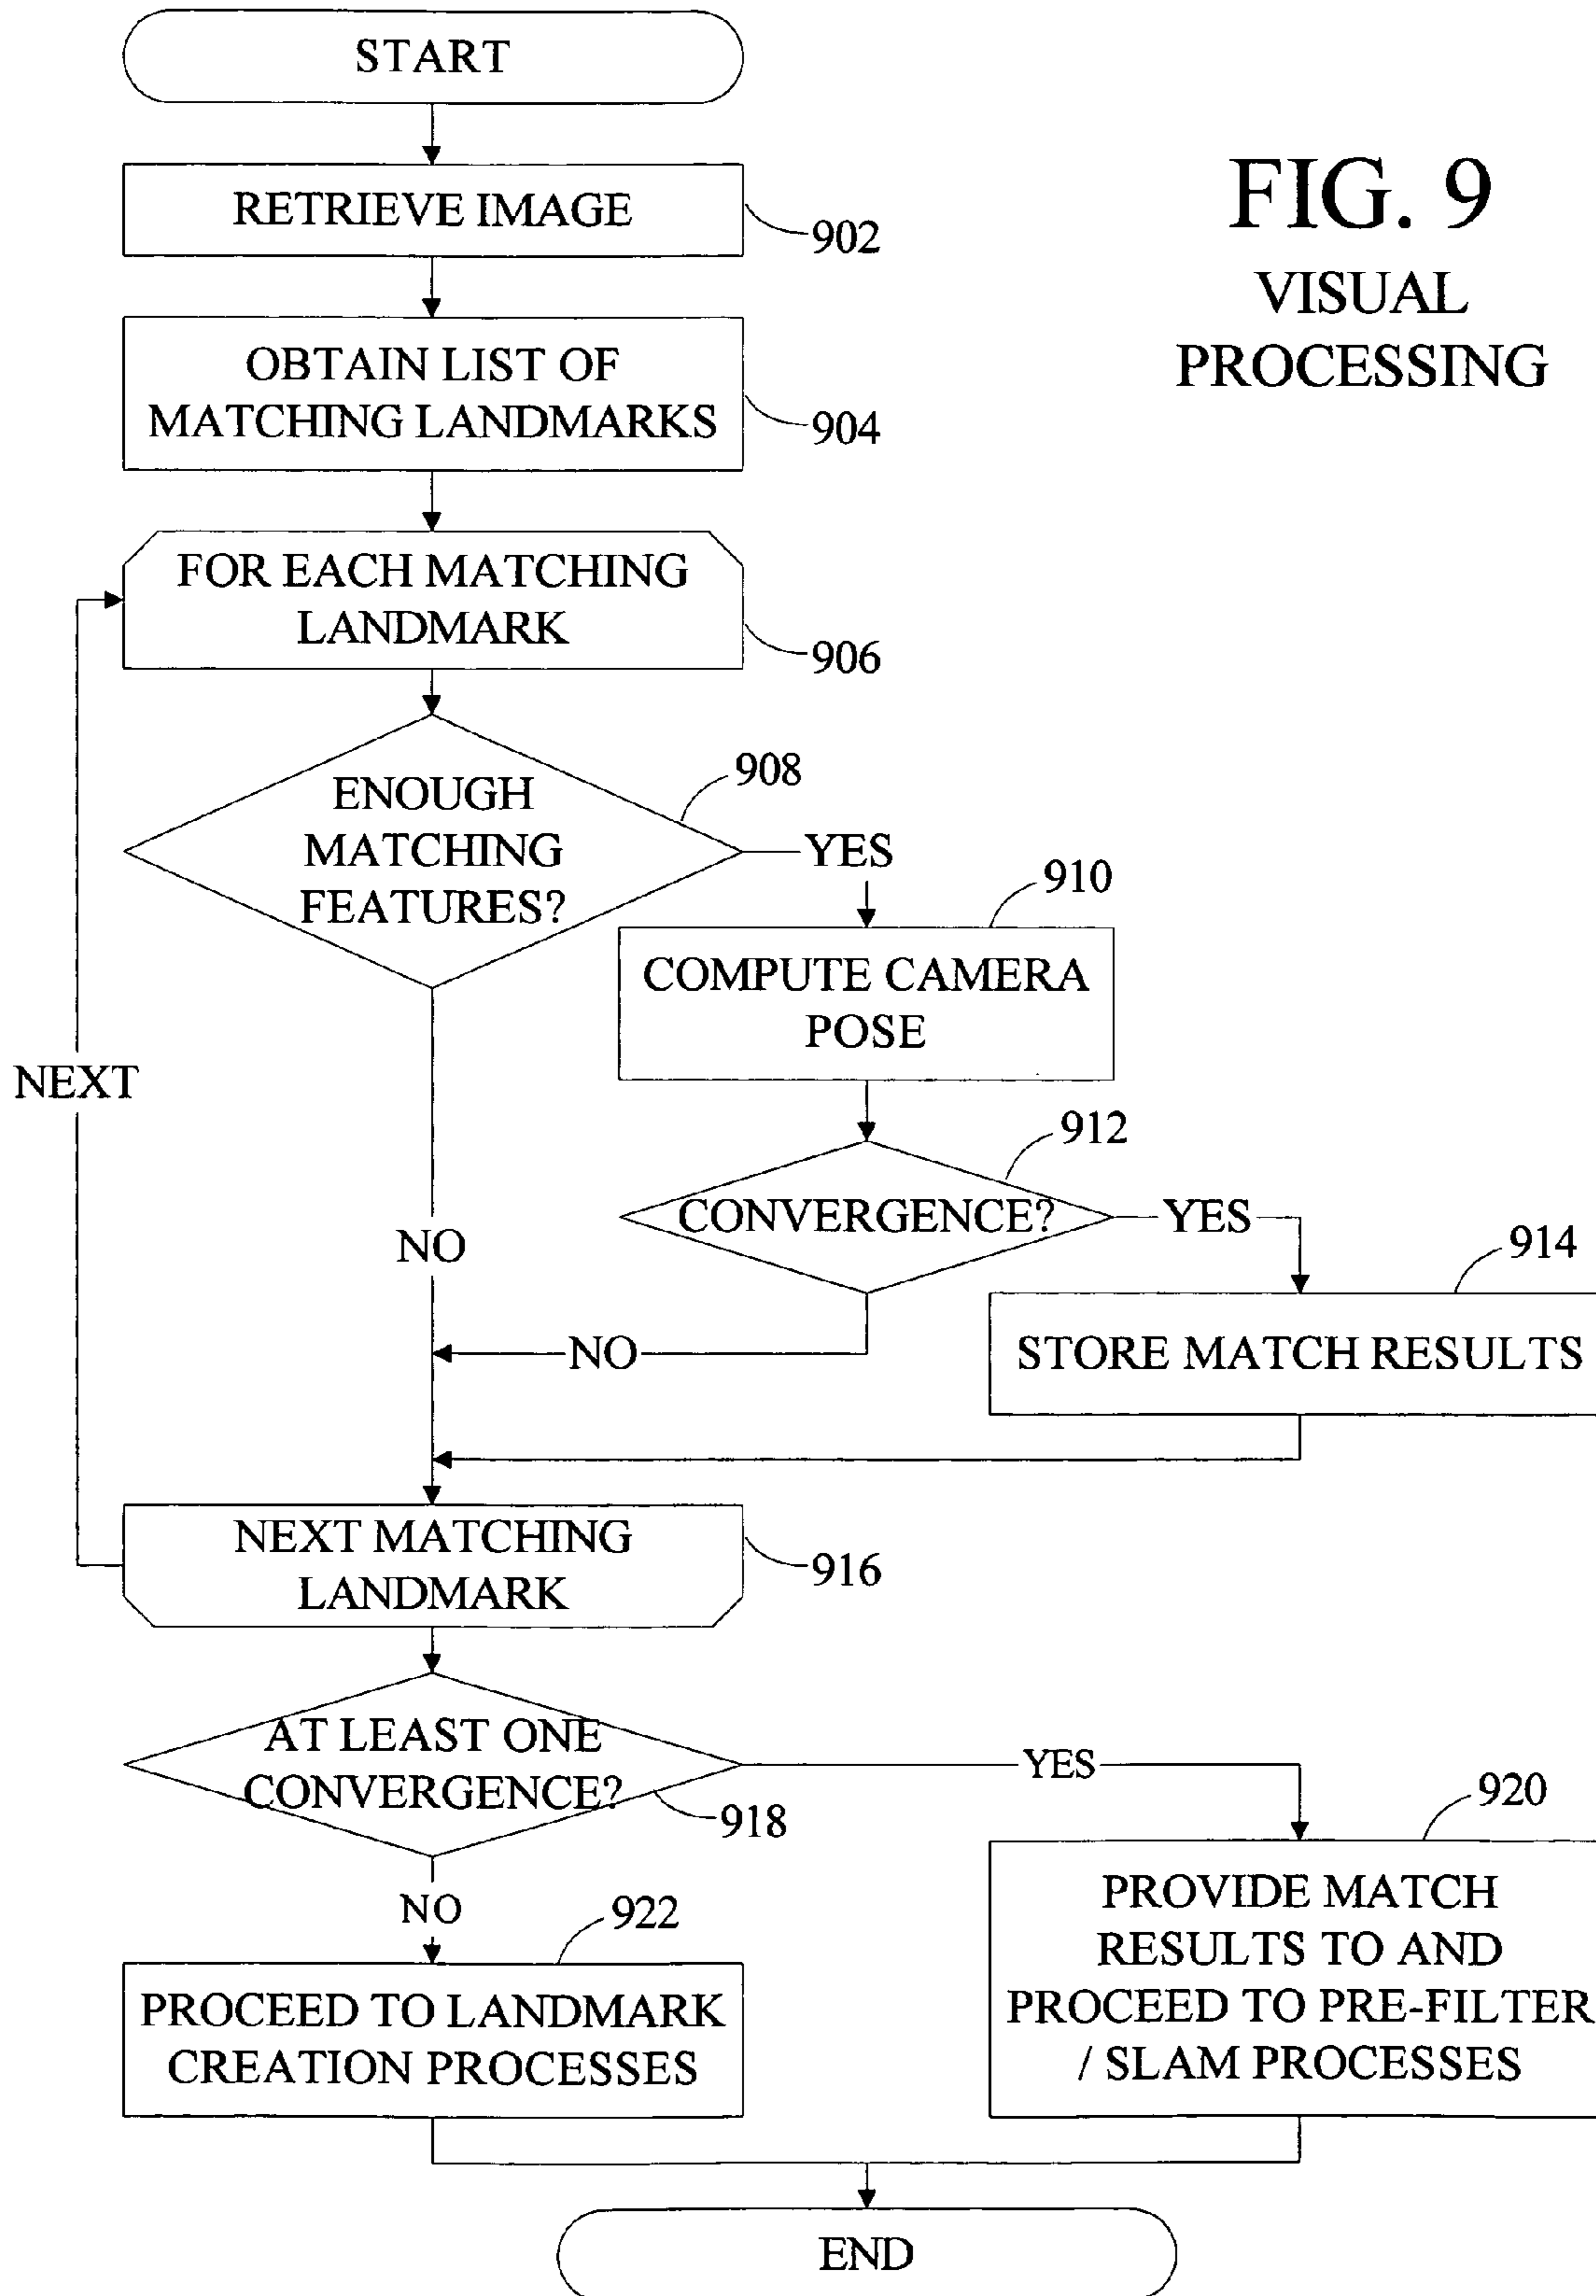 START
FIG. 9
VISUAL
PROCESSING
RETRIEVE IMAGE
902
OBTAIN LIST OF
MATCHING LANDMARKS
904
FOR EACH MATCHING
LANDMARK
906
ENOUGH
MATCHING
FEATURES?
908
YES
910
COMPUTE CAMERA
POSE
NEXT
912
CONVERGENCE?
YES
NO
914
STORE MATCH RESULTS
NO
NEXT MATCHING
LANDMARK
916
AT LEAST ONE
CONVERGENCE?
918
YES
920
PROVIDE MATCH
RESULTS TO AND
PROCEED TO PRE-FILTER
/ SLAM PROCESSES
NO
922
PROCEED TO LANDMARK
CREATION PROCESSES
END